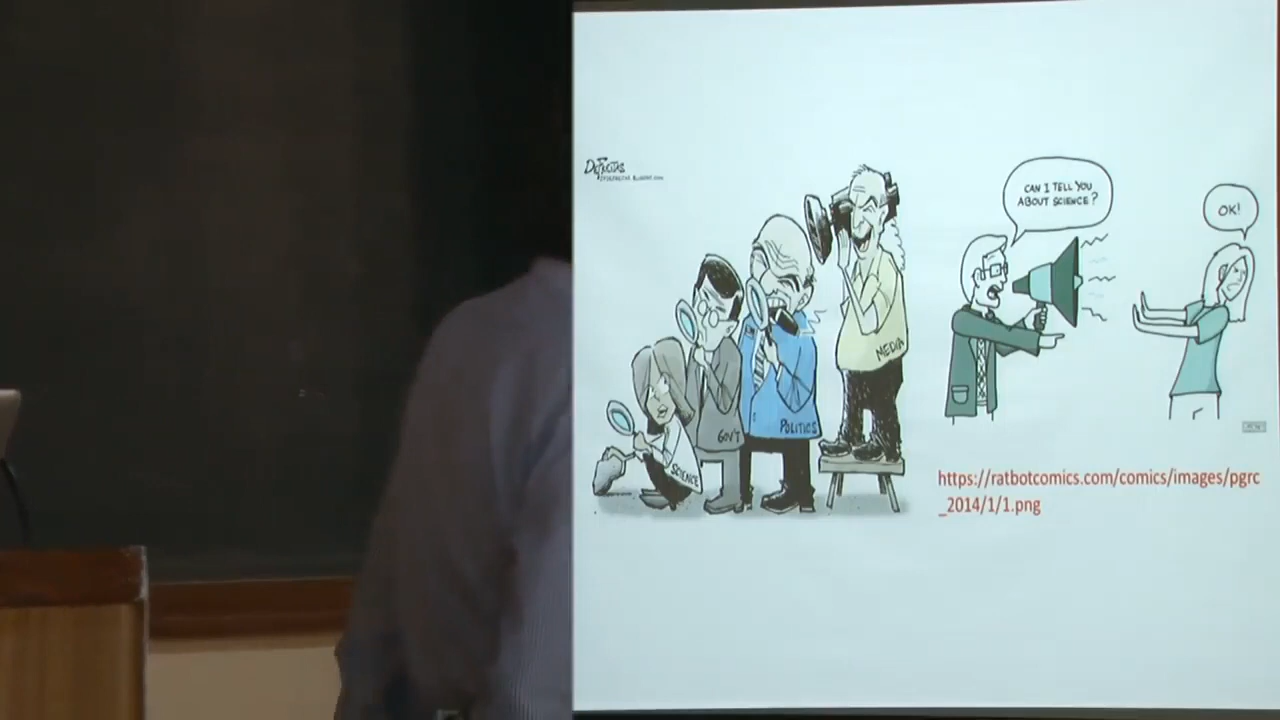 SCIENCE
GOV'T
POLITICS
MEDIA
CAN I TELL YOU
ABOUT SCIENCE?
OK!
https://ratbotcomics.com/comics/images/pgrc
_2014/1/1.png